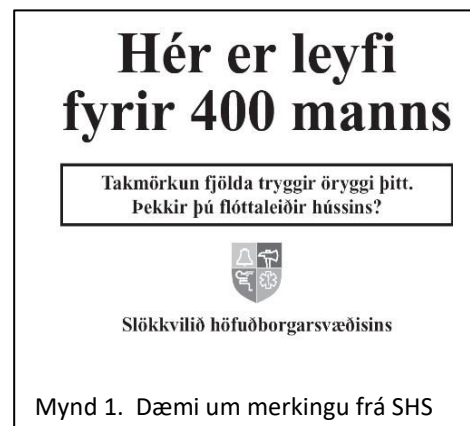 Hér er leyfi
fyrir 400 manns
Takmörkun fjölda tryggir öryggi þitt.
Þekkir þú flóttaleiðir hússins?
Slökkvilið höfuðborgarsvæðisins
Mynd 1. Dæmi um merkingu frá SHS